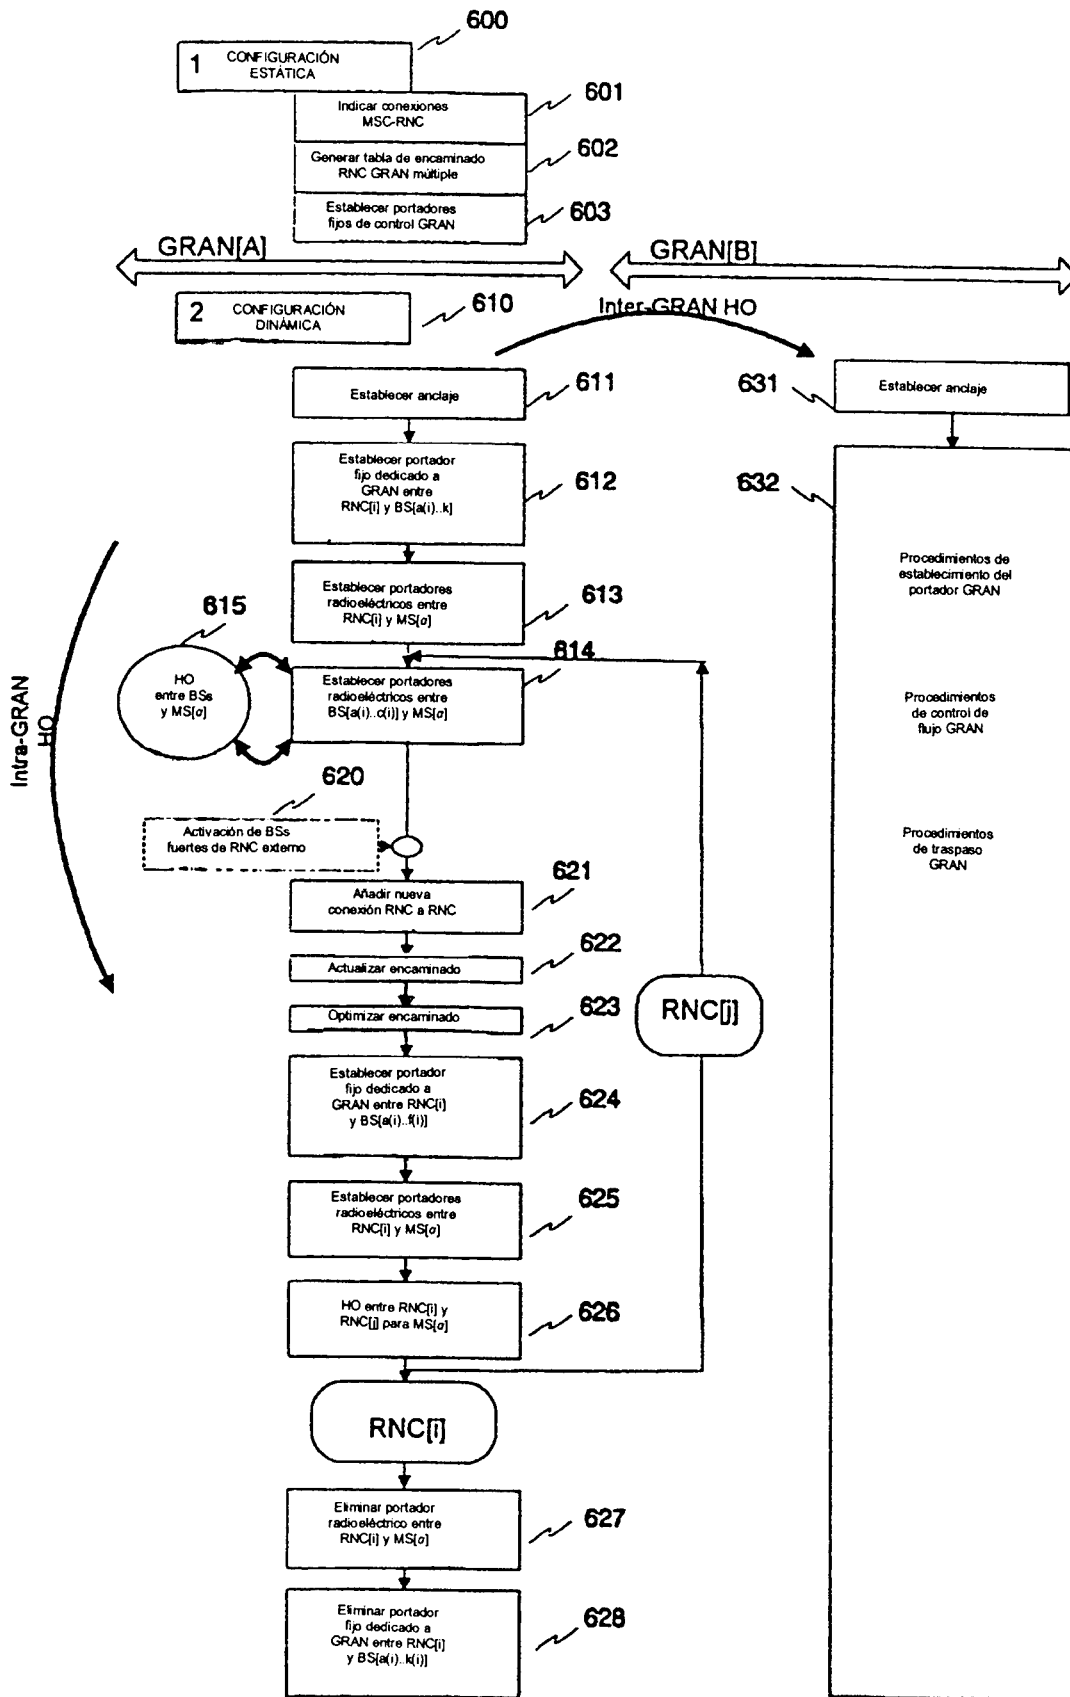 600
1 CONFIGURACIÓN
ESTÁTICA
601
Indicar conexiones
MSC-RNC
602
Generar tabla de encaminado
RNC GRAN múltiple
603
Establecer portadores
fijos de control GRAN
GRAN[A]
GRAN[B]
2 CONFIGURACIÓN
DINÁMICA
610
Inter-GRAN HO
Establecer anclaje
611
631
Establecer anclaje
Establecer portador
fijo dedicado a
GRAN entre
RNC[i] y BS[a(i)..k]
612
632
Procedimientos de
establecimiento del
portador GRAN
Establecer portadores
radioeléctricos entre
RNC[i] y MS[α]
613
615
614
HO
entre BSs
y MS[α]
Establecer portadores
radioeléctricos entre
BS[a(i)..c(i)] y MS[α]
Procedimientos
de control de
flujo GRAN
Intra-GRAN
HO
620
Activación de BSs
fuertes de RNC externo
Procedimientos
de traspaso
GRAN
621
Añadir nueva
conexión RNC a RNC
622
Actualizar encaminado
RNC[j]
Optimizar encaminado
623
Establecer portador
fijo dedicado a
GRAN entre RNC[i]
y BS[a(i)..f(i)]
624
Establecer portadores
radioeléctricos entre
RNC[i] y MS[α]
625
HO entre RNC[i] y
RNC[j] para MS[α]
626
RNC[i]
Eliminar portador
radioeléctrico entre
RNC[i] y MS[α]
627
Eliminar portador
fijo dedicado a
GRAN entre RNC[i]
y BS[a(i)..k(i)]
628